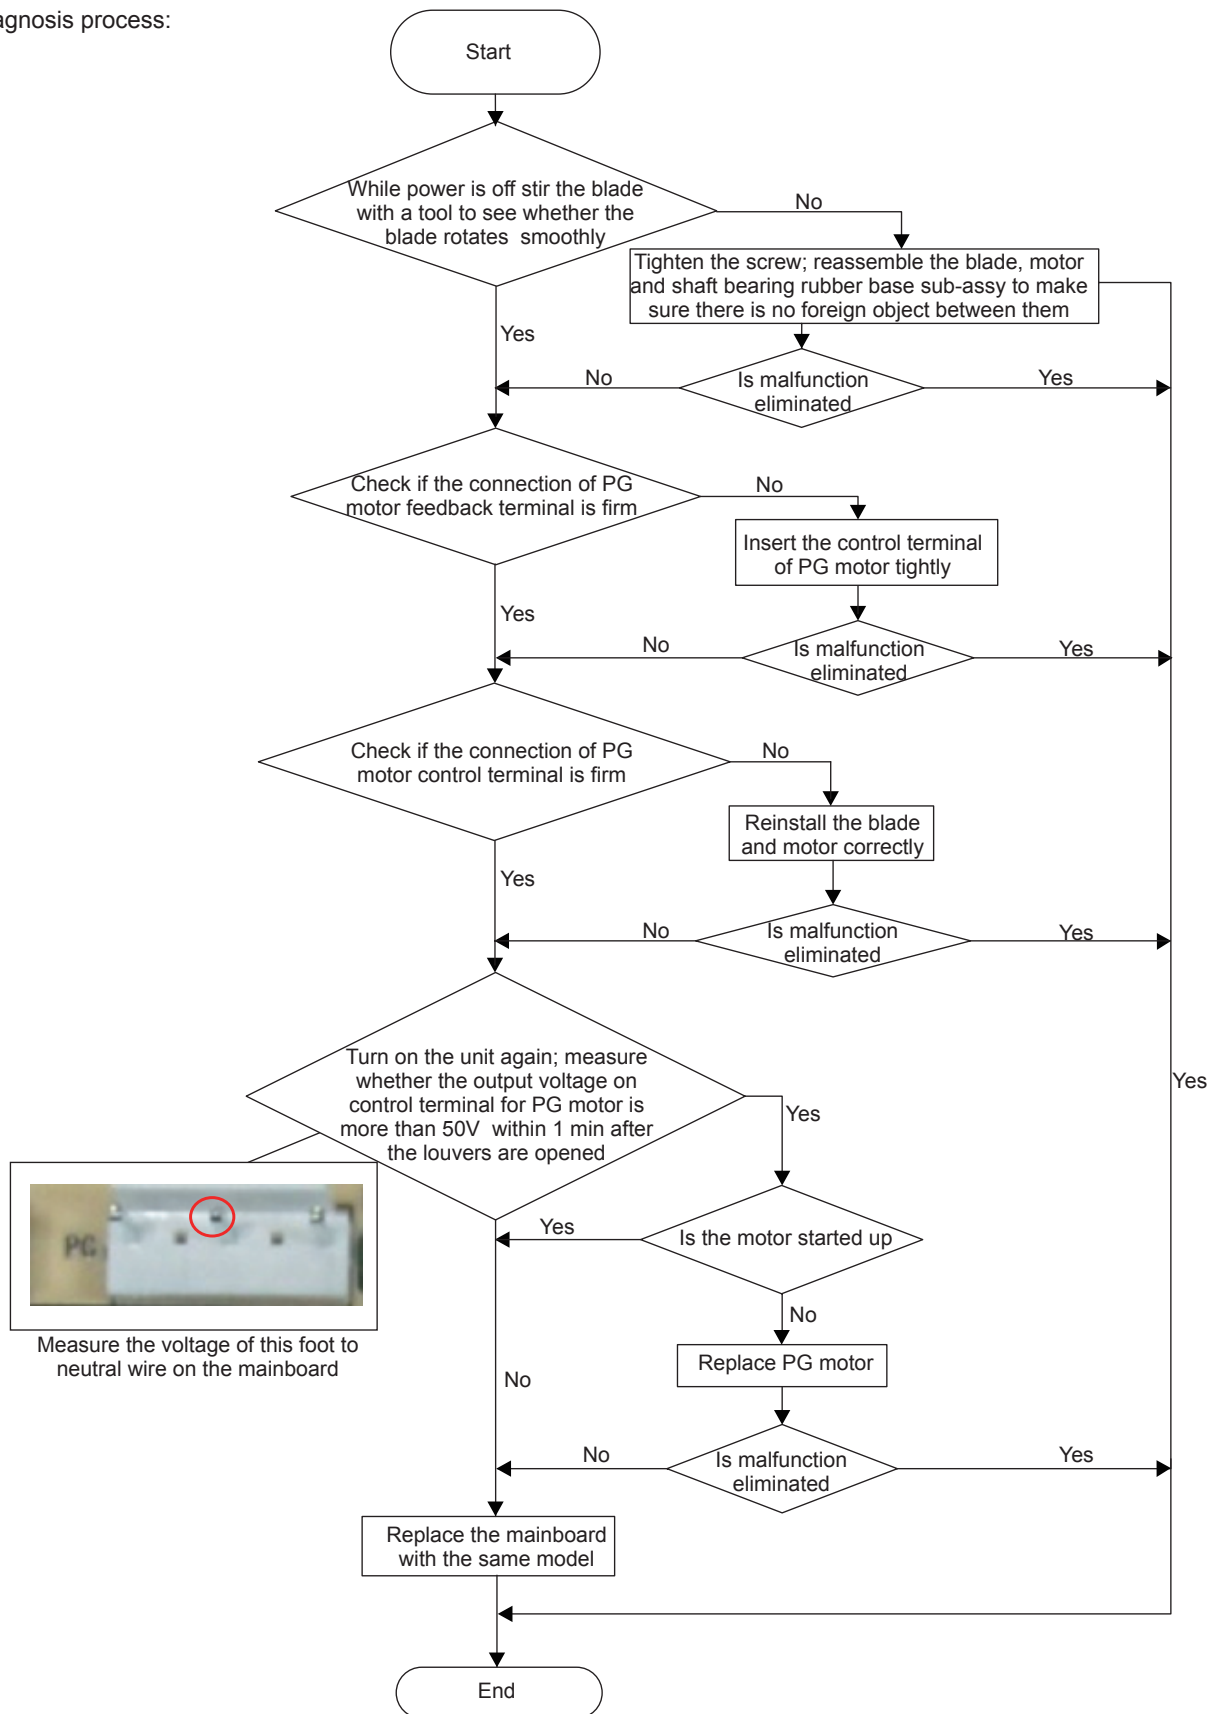 agnosis process:
Start
While power is off stir the blade
with a tool to see whether the
blade rotates smoothly
No
Tighten the screw; reassemble the blade, motor
and shaft bearing rubber base sub-assy to make
sure there is no foreign object between them
Yes
No
Is malfunction
eliminated
Yes
Check if the connection of PG
motor feedback terminal is firm
No
Insert the control terminal
of PG motor tightly
Yes
No
Is malfunction
eliminated
Yes
Check if the connection of PG
motor control terminal is firm
No
Reinstall the blade
and motor correctly
Yes
No
Is malfunction
eliminated
Yes
Turn on the unit again; measure
whether the output voltage on
control terminal for PG motor is
more than 50V within 1 min after
the louvers are opened
Yes
Yes
PG
Yes
Is the motor started up
No
Measure the voltage of this foot to
neutral wire on the mainboard
Replace PG motor
No
No
Is malfunction
eliminated
Yes
Replace the mainboard
with the same model
End